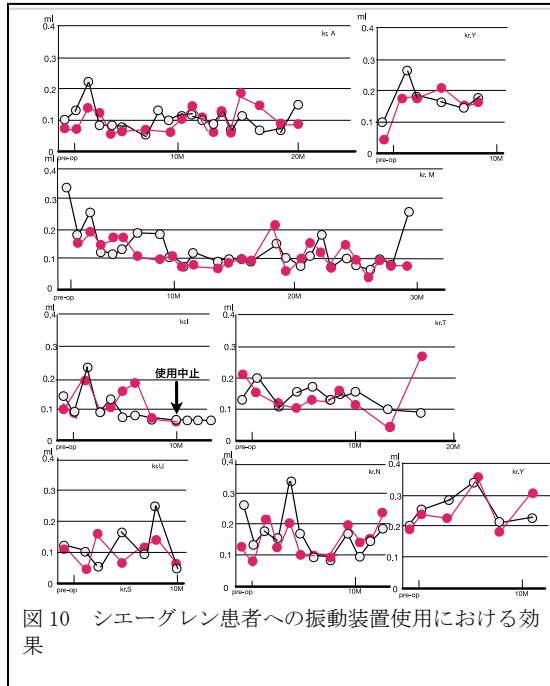 ml ml
0.4 kr. A 0.4 kr.Y
0.3 0.3
0.2 0.2
0.1 0.1
0 0
pre-op 10M 20M pre-op 10M
ml
0.4 kr. M
0.3
0.2
0.1
0
pre-op 10M 20M 30M
ml
0.4 kr.I 0.4 kr.T
0.3 0.3
使用中止
0.2 0.2
0.1 0.1
0 0
pre-op 10M pre-op 10M 20M
ml
0.4 kr.U 0.4 kr.N 0.4 kr.Y
0.3 0.3 0.3
0.2 0.2 0.2
0.1 0.1 0.1
0 0
pre-op kr.S 10M pre-op 10M pre-op 10M
図 10 シエーグレン患者への振動装置使用における効
果